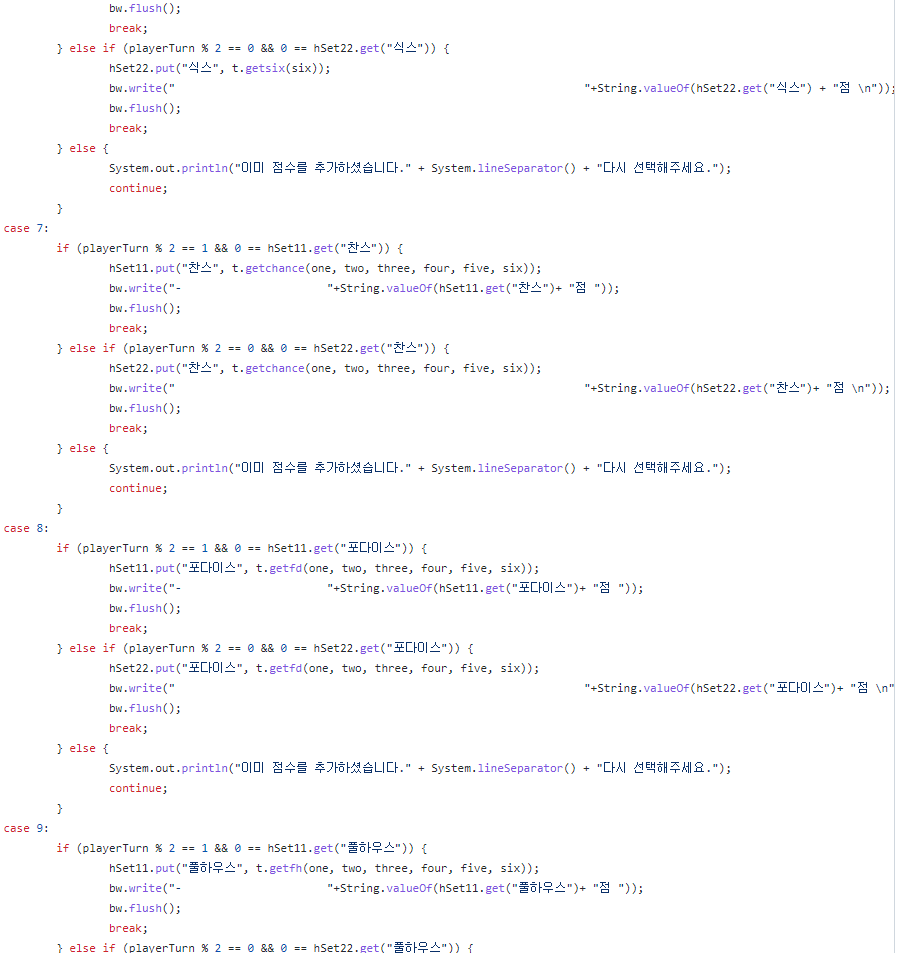 bw.flush();
break;
} else if (playerTurn % 2 == 0 && 0 == hSet22.get("식스")) {
hSet22.put("식스", t.getsix(six));
bw.write("                                                              "+String.valueOf(hSet22.get("식스") + "점 \n"));
bw.flush();
break;
} else {
System.out.println("이미 점수를 추가하셨습니다." + System.lineSeparator() + "다시 선택해주세요.");
continue;
}
case 7:
if (playerTurn % 2 == 1 && 0 == hSet11.get("찬스")) {
hSet11.put("찬스", t.getchance(one, two, three, four, five, six));
bw.write("-                      "+String.valueOf(hSet11.get("찬스")+ "점 "));
bw.flush();
break;
} else if (playerTurn % 2 == 0 && 0 == hSet22.get("찬스")) {
hSet22.put("찬스", t.getchance(one, two, three, four, five, six));
bw.write("                                                              "+String.valueOf(hSet22.get("찬스")+ "점 \n"));
bw.flush();
break;
} else {
System.out.println("이미 점수를 추가하셨습니다." + System.lineSeparator() + "다시 선택해주세요.");
continue;
}
case 8:
if (playerTurn % 2 == 1 && 0 == hSet11.get("포다이스")) {
hSet11.put("포다이스", t.getfd(one, two, three, four, five, six));
bw.write("-                      "+String.valueOf(hSet11.get("포다이스")+ "점 "));
bw.flush();
break;
} else if (playerTurn % 2 == 0 && 0 == hSet22.get("포다이스")) {
hSet22.put("포다이스", t.getfd(one, two, three, four, five, six));
bw.write("                                                              "+String.valueOf(hSet22.get("포다이스")+ "점 \n"
bw.flush();
break;
} else {
System.out.println("이미 점수를 추가하셨습니다." + System.lineSeparator() + "다시 선택해주세요.");
continue;
}
case 9:
if (playerTurn % 2 == 1 && 0 == hSet11.get("풀하우스")) {
hSet11.put("풀하우스", t.getfh(one, two, three, four, five, six));
bw.write("-                      "+String.valueOf(hSet11.get("풀하우스")+ "점 "));
bw.flush();
break;
} else if (playerTurn % 2 == 0 && 0 == hSet22.get("풀하우스")) {